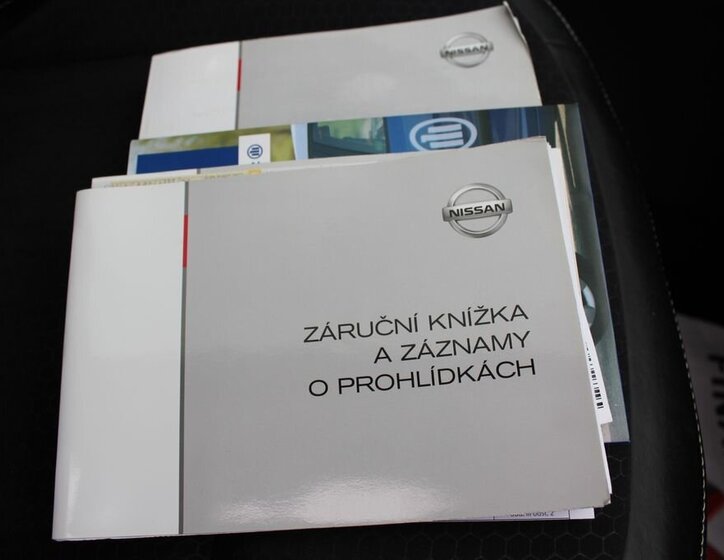 NISSAN
NISSAN
ZÁRUČNÍ KNÍŽKA
A ZÁZNAMY
O PROHLÍDKÁCH